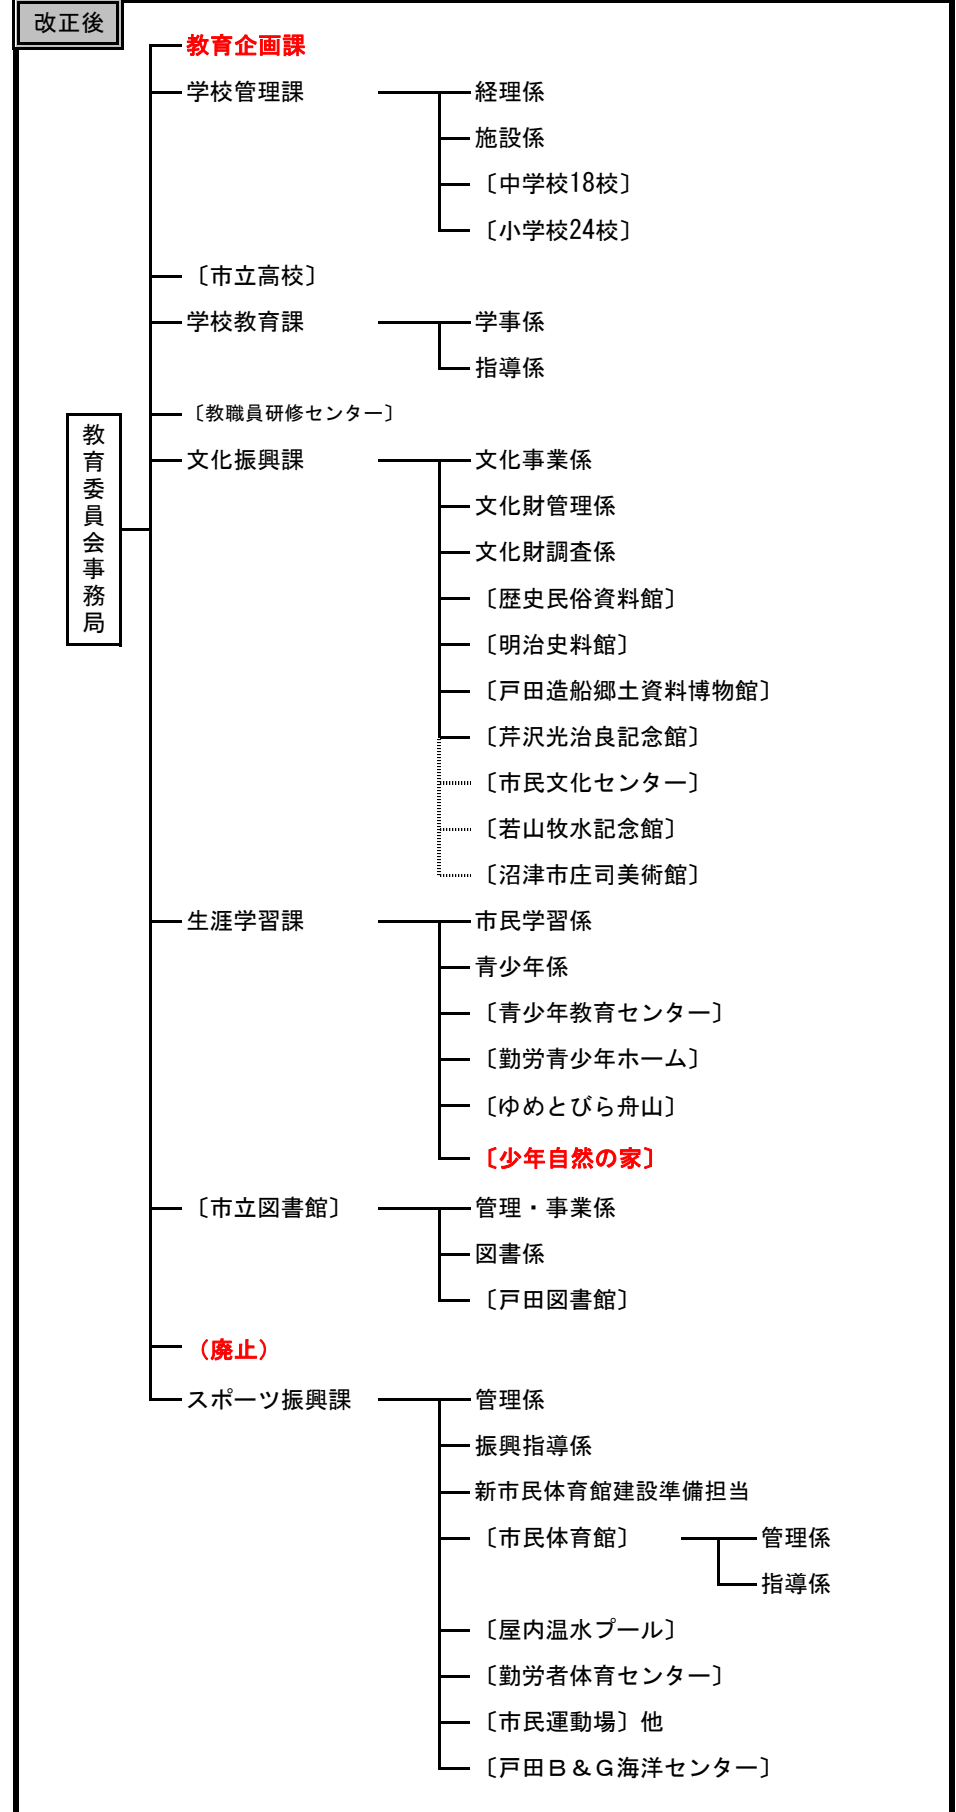 改正後
教育企画課
学校管理課
経理係
施設係
〔中学校18校〕
〔小学校24校〕
〔市立高校〕
学校教育課
学事係
指導係
〔教職員研修センター〕
教育委員会事務局
文化振興課
文化事業係
文化財管理係
文化財調査係
〔歴史民俗資料館〕
〔明治史料館〕
〔戸田造船郷土資料博物館〕
〔芹沢光治良記念館〕
〔市民文化センター〕
〔若山牧水記念館〕
〔沼津市庄司美術館〕
生涯学習課
市民学習係
青少年係
〔青少年教育センター〕
〔勤労青少年ホーム〕
〔ゆめとびら舟山〕
〔少年自然の家〕
〔市立図書館〕
管理・事業係
図書係
〔戸田図書館〕
（廃止）
スポーツ振興課
管理係
振興指導係
新市民体育館建設準備担当
〔市民体育館〕
管理係
指導係
〔屋内温水プール〕
〔勤労者体育センター〕
〔市民運動場〕他
〔戸田Ｂ＆Ｇ海洋センター〕